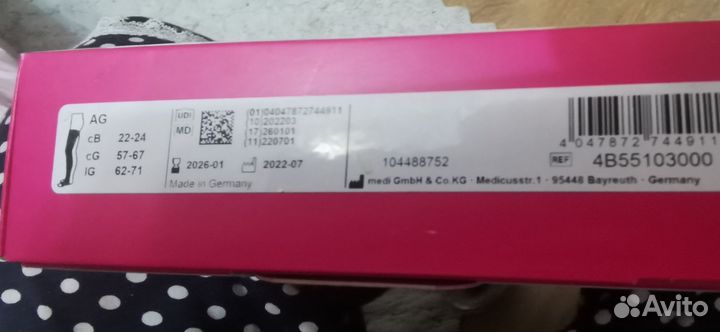 AG
cB 22-24
cG 57-67
lG 62-71
UDI
MD
(01)04047872744911
(10)202203
(17)260101
(11)220701
2026-01 2022-07
Made in Germany
104488752
medi GmbH & Co.KG · Medicusstr.1 · 95448 Bayreuth · Germany
4 047872 744911
REF 4B55103000
Avito